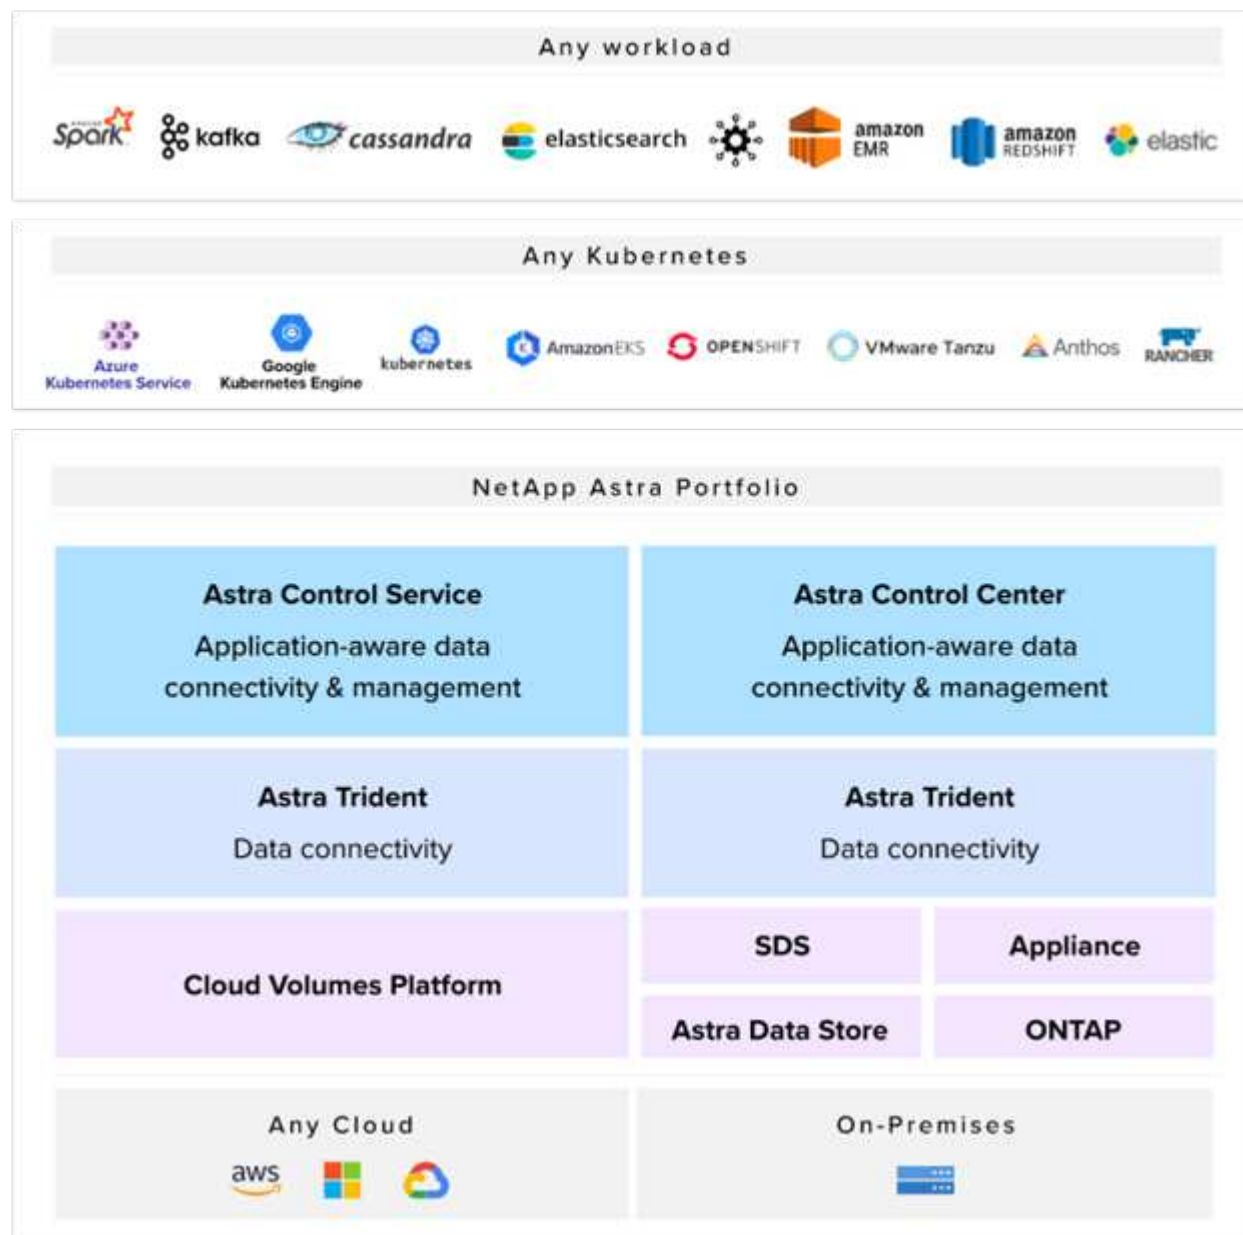 Any workload
APACHE
Spark
kafka
cassandra
elasticsearch
amazon
EMR
amazon
REDSHIFT
elastic
Any Kubernetes
Azure
Kubernetes Service
Google
Kubernetes Engine
kubernetes
Amazon EKS
OPENSHIFT
VMware Tanzu
Anthos
RANCHER
NetApp Astra Portfolio
Astra Control Service
Application-aware data
connectivity & management
Astra Control Center
Application-aware data
connectivity & management
Astra Trident
Data connectivity
Astra Trident
Data connectivity
Cloud Volumes Platform
SDS
Appliance
Astra Data Store
ONTAP
Any Cloud
aws
On-Premises